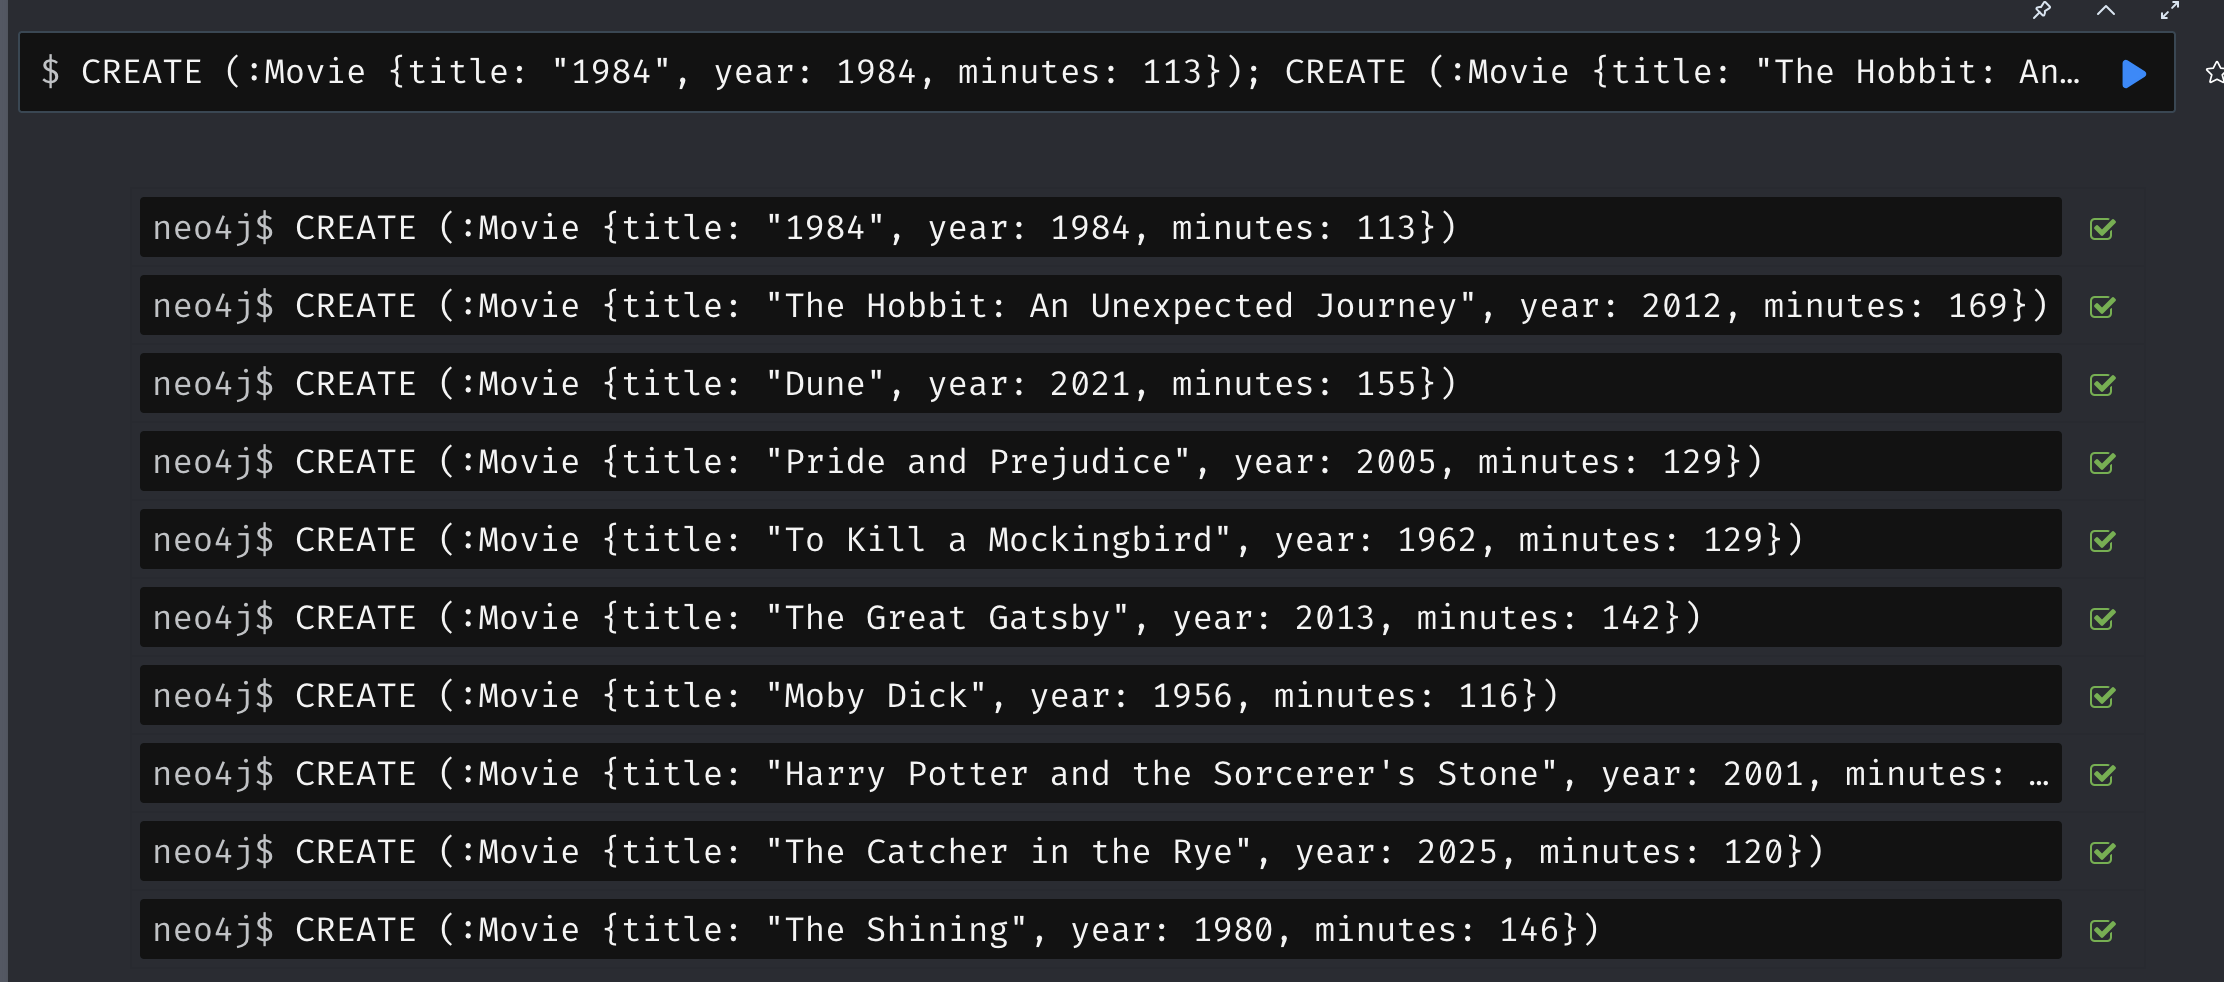 $ CREATE (:Movie {title: "1984", year: 1984, minutes: 113}); CREATE (:Movie {title: "The Hobbit: An…
neo4j$ CREATE (:Movie {title: "1984", year: 1984, minutes: 113})
neo4j$ CREATE (:Movie {title: "The Hobbit: An Unexpected Journey", year: 2012, minutes: 169})
neo4j$ CREATE (:Movie {title: "Dune", year: 2021, minutes: 155})
neo4j$ CREATE (:Movie {title: "Pride and Prejudice", year: 2005, minutes: 129})
neo4j$ CREATE (:Movie {title: "To Kill a Mockingbird", year: 1962, minutes: 129})
neo4j$ CREATE (:Movie {title: "The Great Gatsby", year: 2013, minutes: 142})
neo4j$ CREATE (:Movie {title: "Moby Dick", year: 1956, minutes: 116})
neo4j$ CREATE (:Movie {title: "Harry Potter and the Sorcerer's Stone", year: 2001, minutes: …
neo4j$ CREATE (:Movie {title: "The Catcher in the Rye", year: 2025, minutes: 120})
neo4j$ CREATE (:Movie {title: "The Shining", year: 1980, minutes: 146})